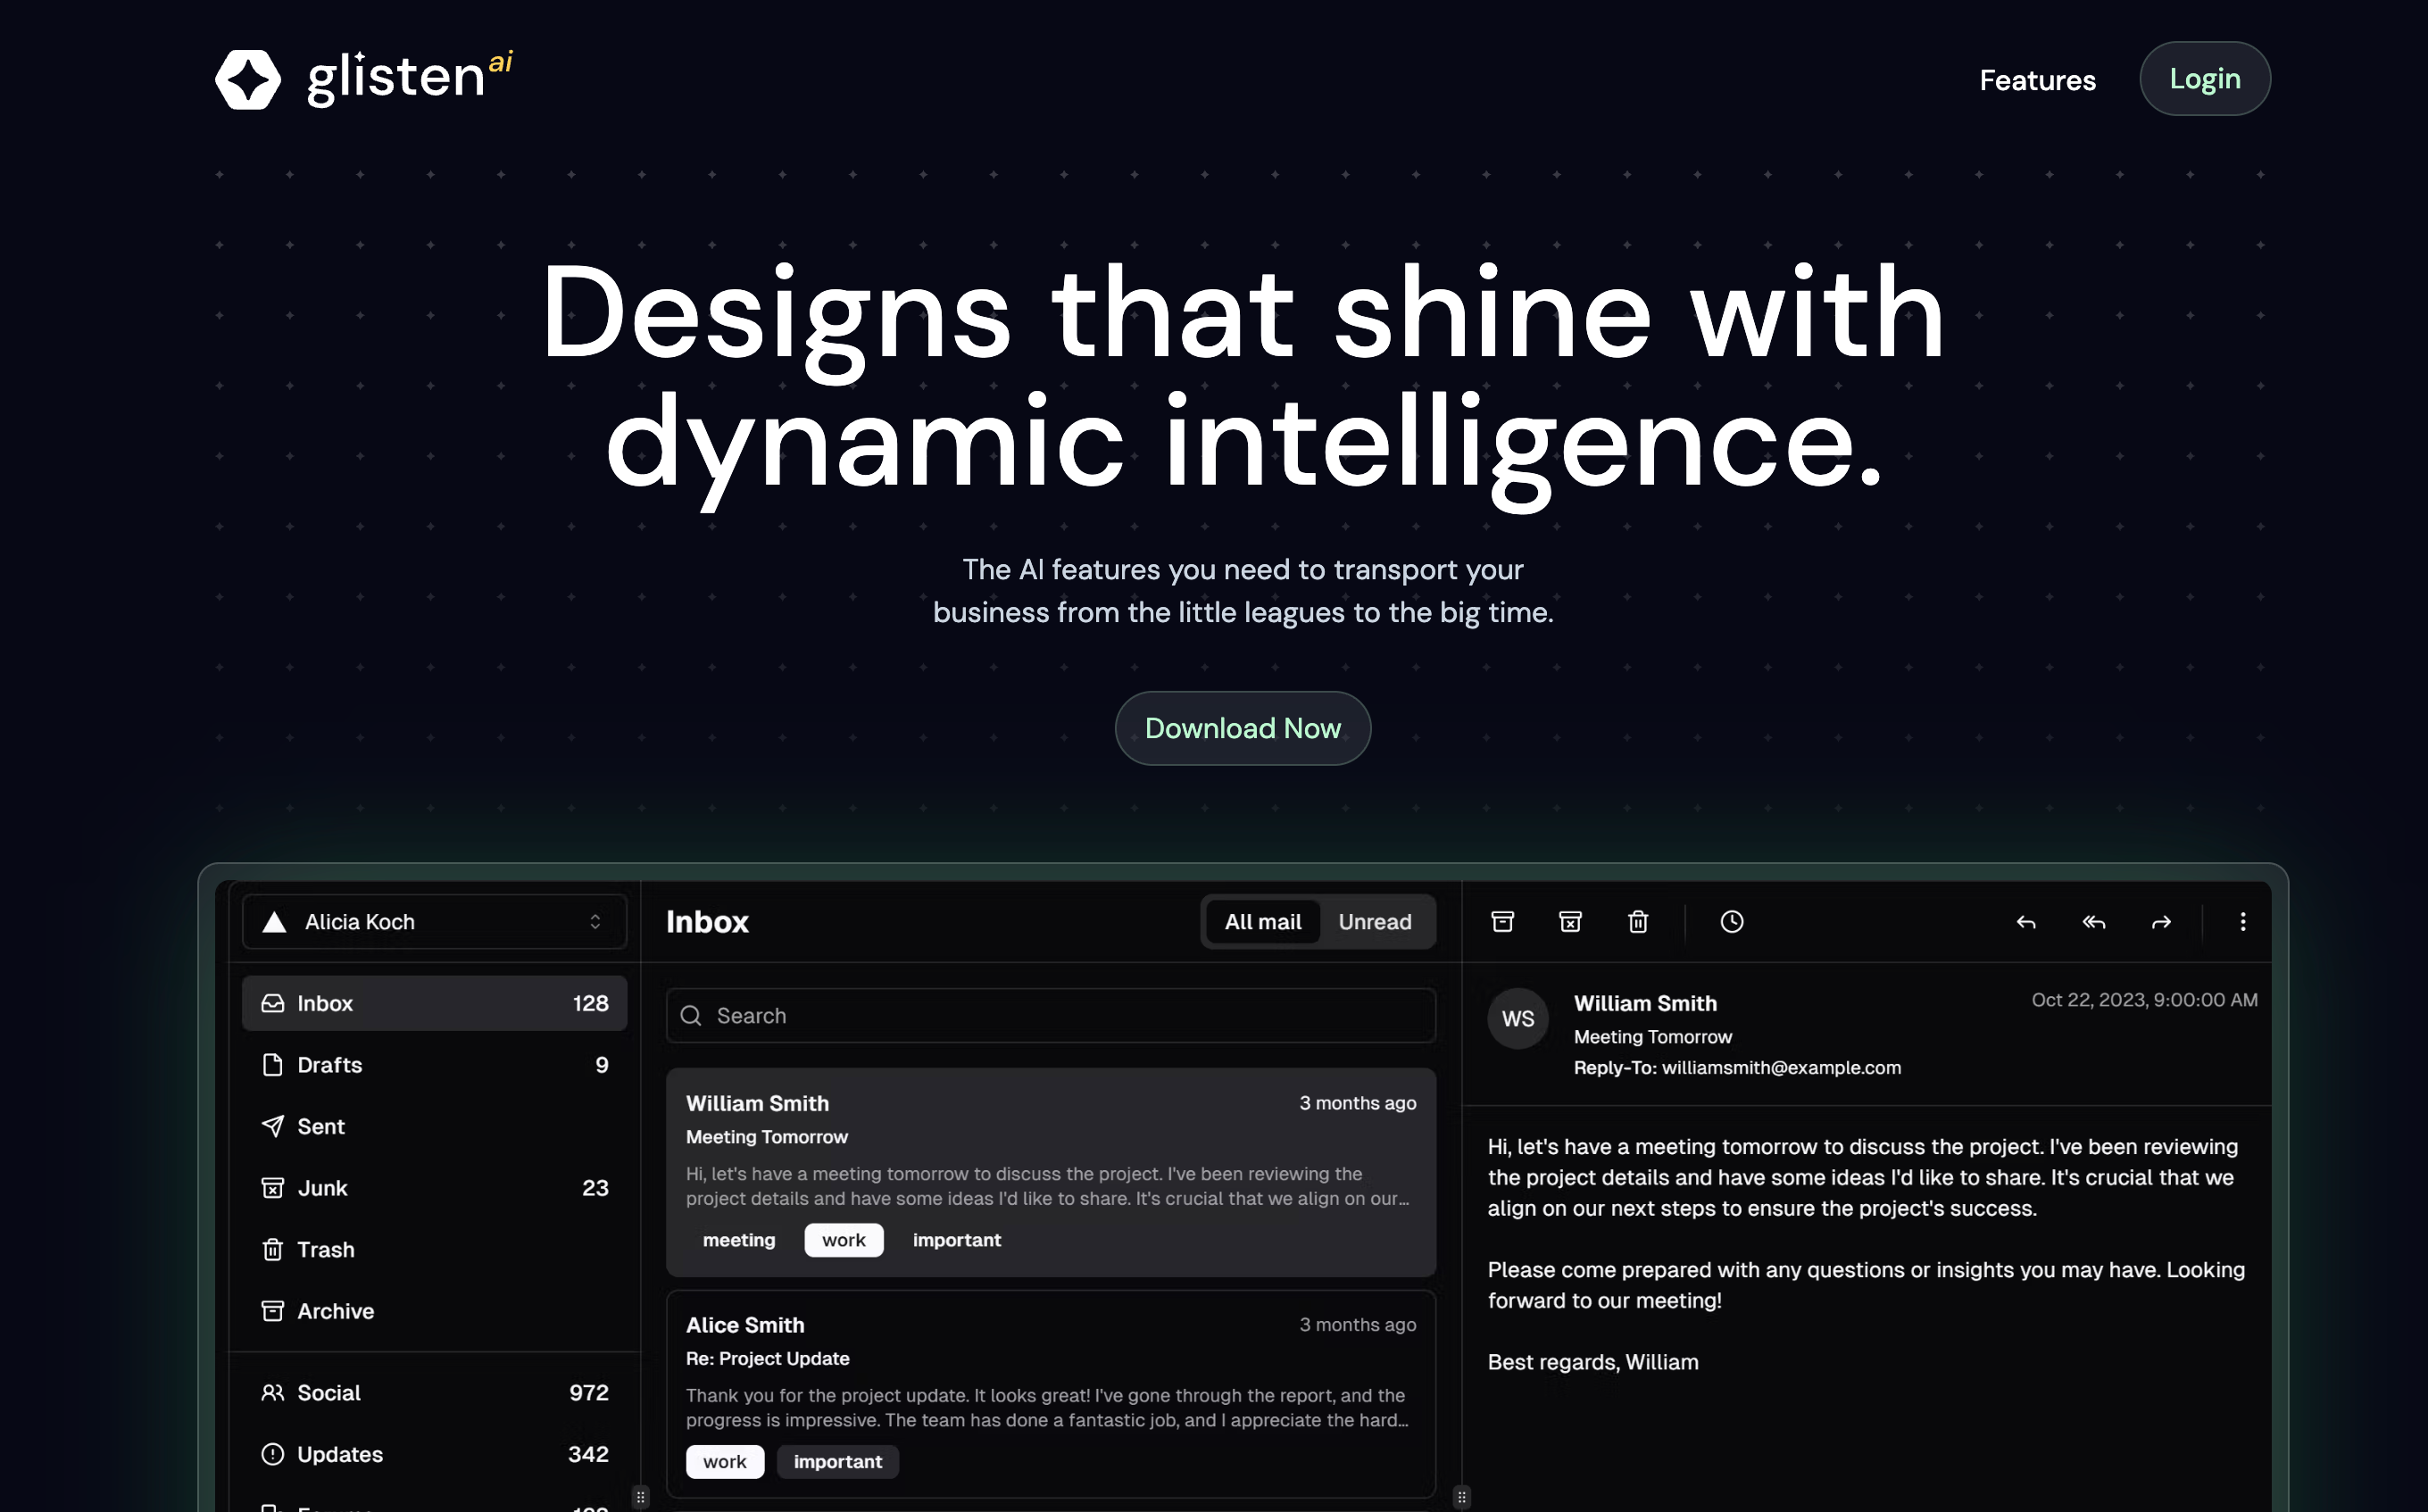 glisten ai
Features
Login
Designs that shine with
dynamic intelligence.
The AI features you need to transport your
business from the little leagues to the big time.
Download Now
Alicia Koch
Inbox 128
Drafts 9
Sent
Junk 23
Trash
Archive
Social 972
Updates 342
Inbox
All mail
Unread
Search
William Smith
3 months ago
Meeting Tomorrow
Hi, let's have a meeting tomorrow to discuss the project. I've been reviewing the
project details and have some ideas I'd like to share. It's crucial that we align on our...
meeting work important
Alice Smith
3 months ago
Re: Project Update
Thank you for the project update. It looks great! I've gone through the report, and the
progress is impressive. The team has done a fantastic job, and I appreciate the hard...
work important
WS
William Smith
Oct 22, 2023, 9:00:00 AM
Meeting Tomorrow
Reply-To: williamsmith@example.com
Hi, let's have a meeting tomorrow to discuss the project. I've been reviewing
the project details and have some ideas I'd like to share. It's crucial that we
align on our next steps to ensure the project's success.
Please come prepared with any questions or insights you may have. Looking
forward to our meeting!
Best regards, William